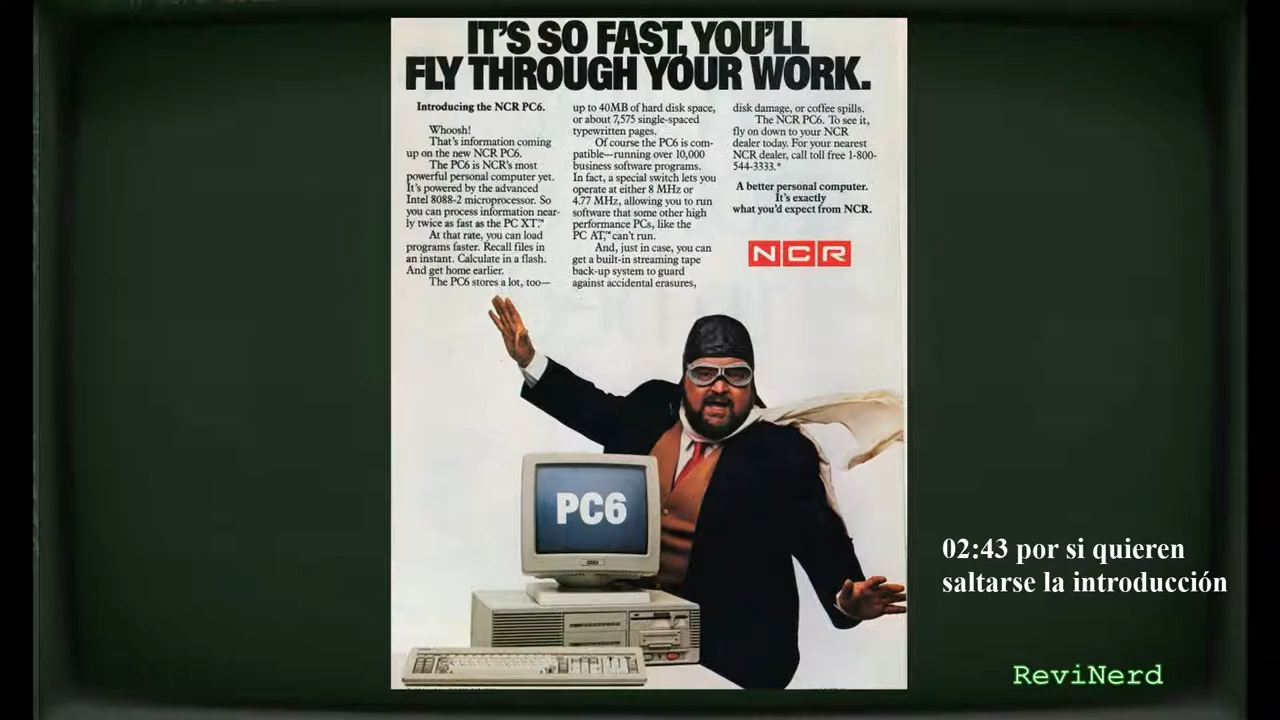 IT'S SO FAST, YOU'LL
FLY THROUGH YOUR WORK.
Introducing the NCR PC6.
Whoosh!
That's information coming
up on the new NCR PC6.
The PC6 is NCR's most
powerful personal computer yet.
It's powered by the advanced
Intel 8088-2 microprocessor. So
you can process information near-
ly twice as fast as the PC XT.™
At that rate, you can load
programs faster. Recall files in
an instant. Calculate in a flash.
And get home earlier.
The PC6 stores a lot, too—
up to 40MB of hard disk space,
or about 7,575 single-spaced
typewritten pages.
Of course the PC6 is com-
patible—running over 10,000
business software programs.
In fact, a special switch lets you
operate at either 8 MHz or
4.77 MHz, allowing you to run
software that some other high
performance PCs, like the
PC AT,™ can't run.
And, just in case, you can
get a built-in streaming tape
back-up system to guard
against accidental erasures,
disk damage, or coffee spills.
The NCR PC6. To see it,
fly on down to your NCR
dealer today. For your nearest
NCR dealer, call toll free 1-800-
544-3333.*
A better personal computer.
It's exactly
what you'd expect from NCR.
NCR
PC6
02:43 por si quieren
saltarse la introducción
ReviNerd